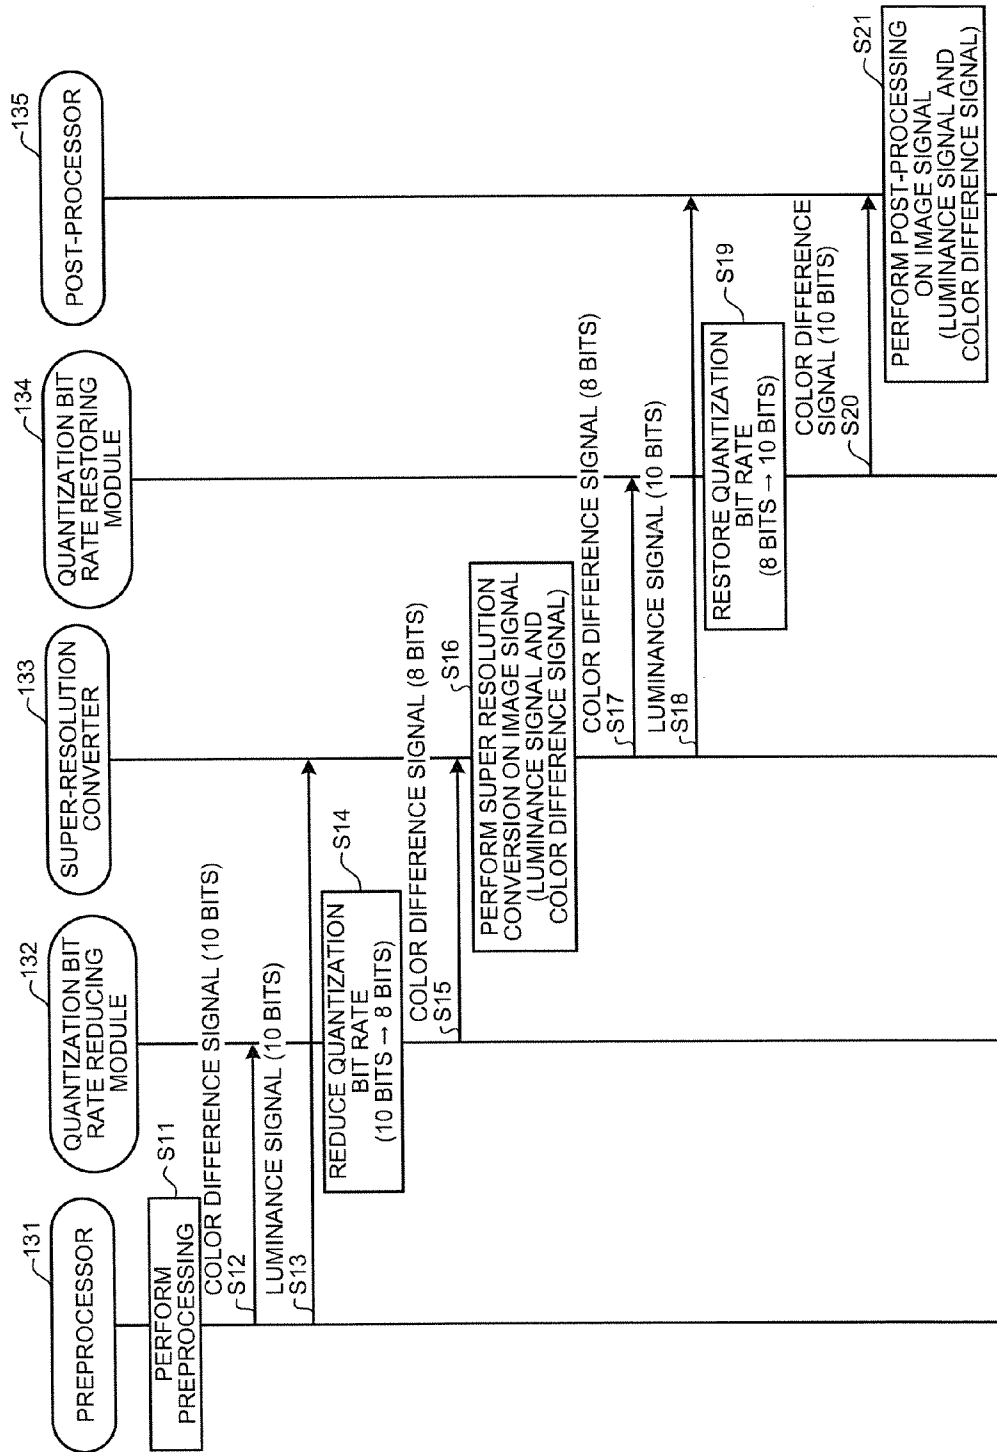 131
PREPROCESSOR
132
QUANTIZATION BIT
RATE REDUCING
MODULE
133
SUPER-RESOLUTION
CONVERTER
134
QUANTIZATION BIT
RATE RESTORING
MODULE
135
POST-PROCESSOR
S11
PERFORM
PREPROCESSING
COLOR DIFFERENCE SIGNAL (10 BITS)
S12
LUMINANCE SIGNAL (10 BITS)
S13
S14
REDUCE QUANTIZATION
BIT RATE
(10 BITS → 8 BITS)
COLOR DIFFERENCE SIGNAL (8 BITS)
S15
S16
PERFORM SUPER RESOLUTION
CONVERSION ON IMAGE SIGNAL
(LUMINANCE SIGNAL AND
COLOR DIFFERENCE SIGNAL)
COLOR DIFFERENCE SIGNAL (8 BITS)
S17
LUMINANCE SIGNAL (10 BITS)
S18
S19
RESTORE QUANTIZATION
BIT RATE
(8 BITS → 10 BITS)
COLOR DIFFERENCE
SIGNAL (10 BITS)
S20
S21
PERFORM POST-PROCESSING
ON IMAGE SIGNAL
(LUMINANCE SIGNAL AND
COLOR DIFFERENCE SIGNAL)